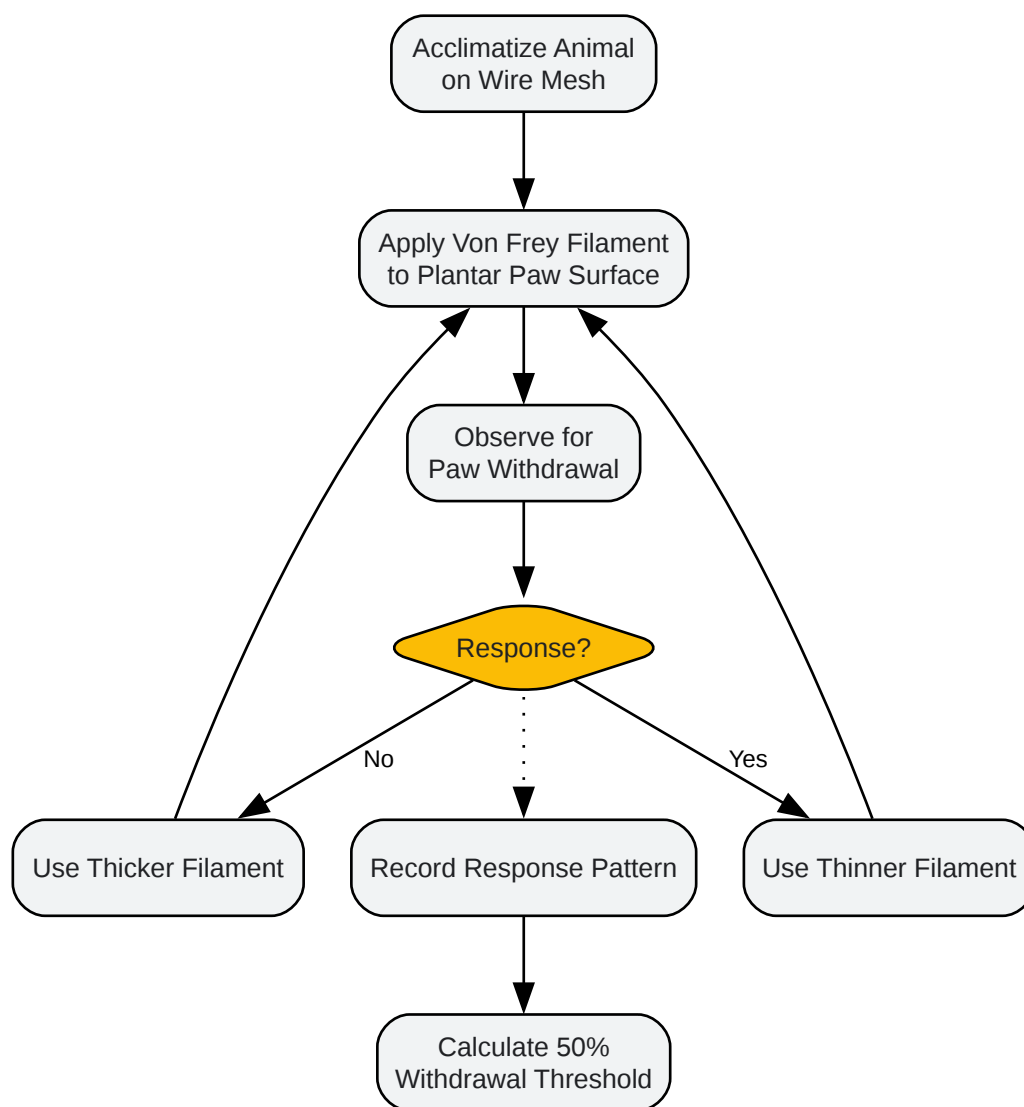 Acclimatize Animal
on Wire Mesh
Apply Von Frey Filament
to Plantar Paw Surface
Observe for
Paw Withdrawal
Response?
No
Yes
Use Thicker Filament
Record Response Pattern
Use Thinner Filament
Calculate 50%
Withdrawal Threshold